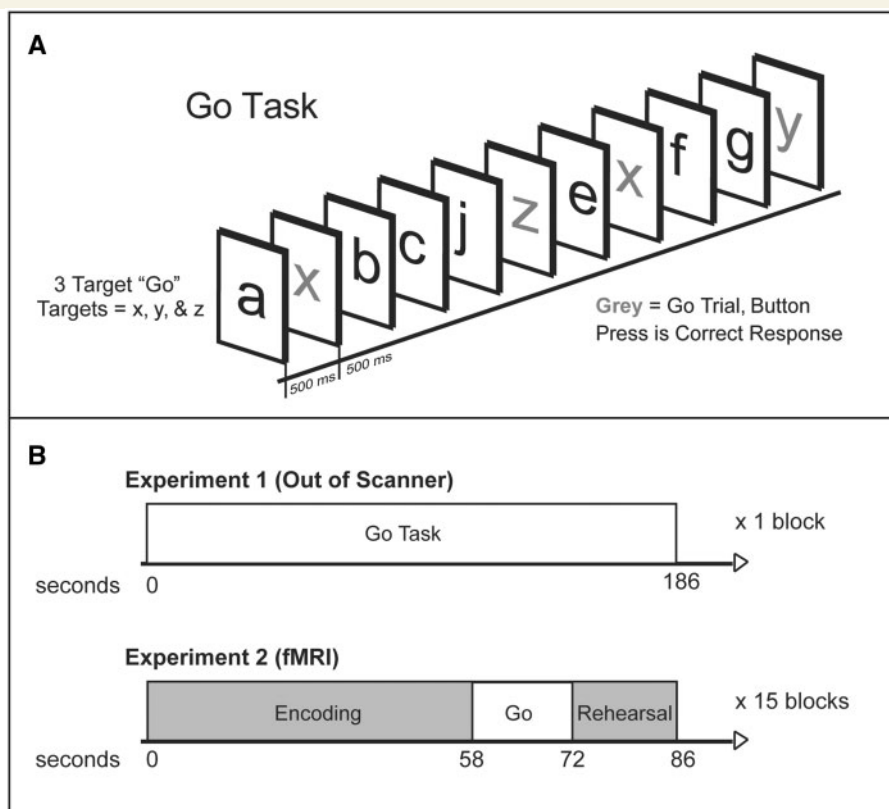 A
Go Task
a
x
b
c
j
z
e
x
f
g
y
3 Target “Go”
Targets = x, y, & z
500 ms
500 ms
Grey = Go Trial, Button
Press is Correct Response
B
Experiment 1 (Out of Scanner)
Go Task
x 1 block
seconds 0 186
Experiment 2 (fMRI)
Encoding Go Rehearsal
x 15 blocks
seconds 0 58 72 86